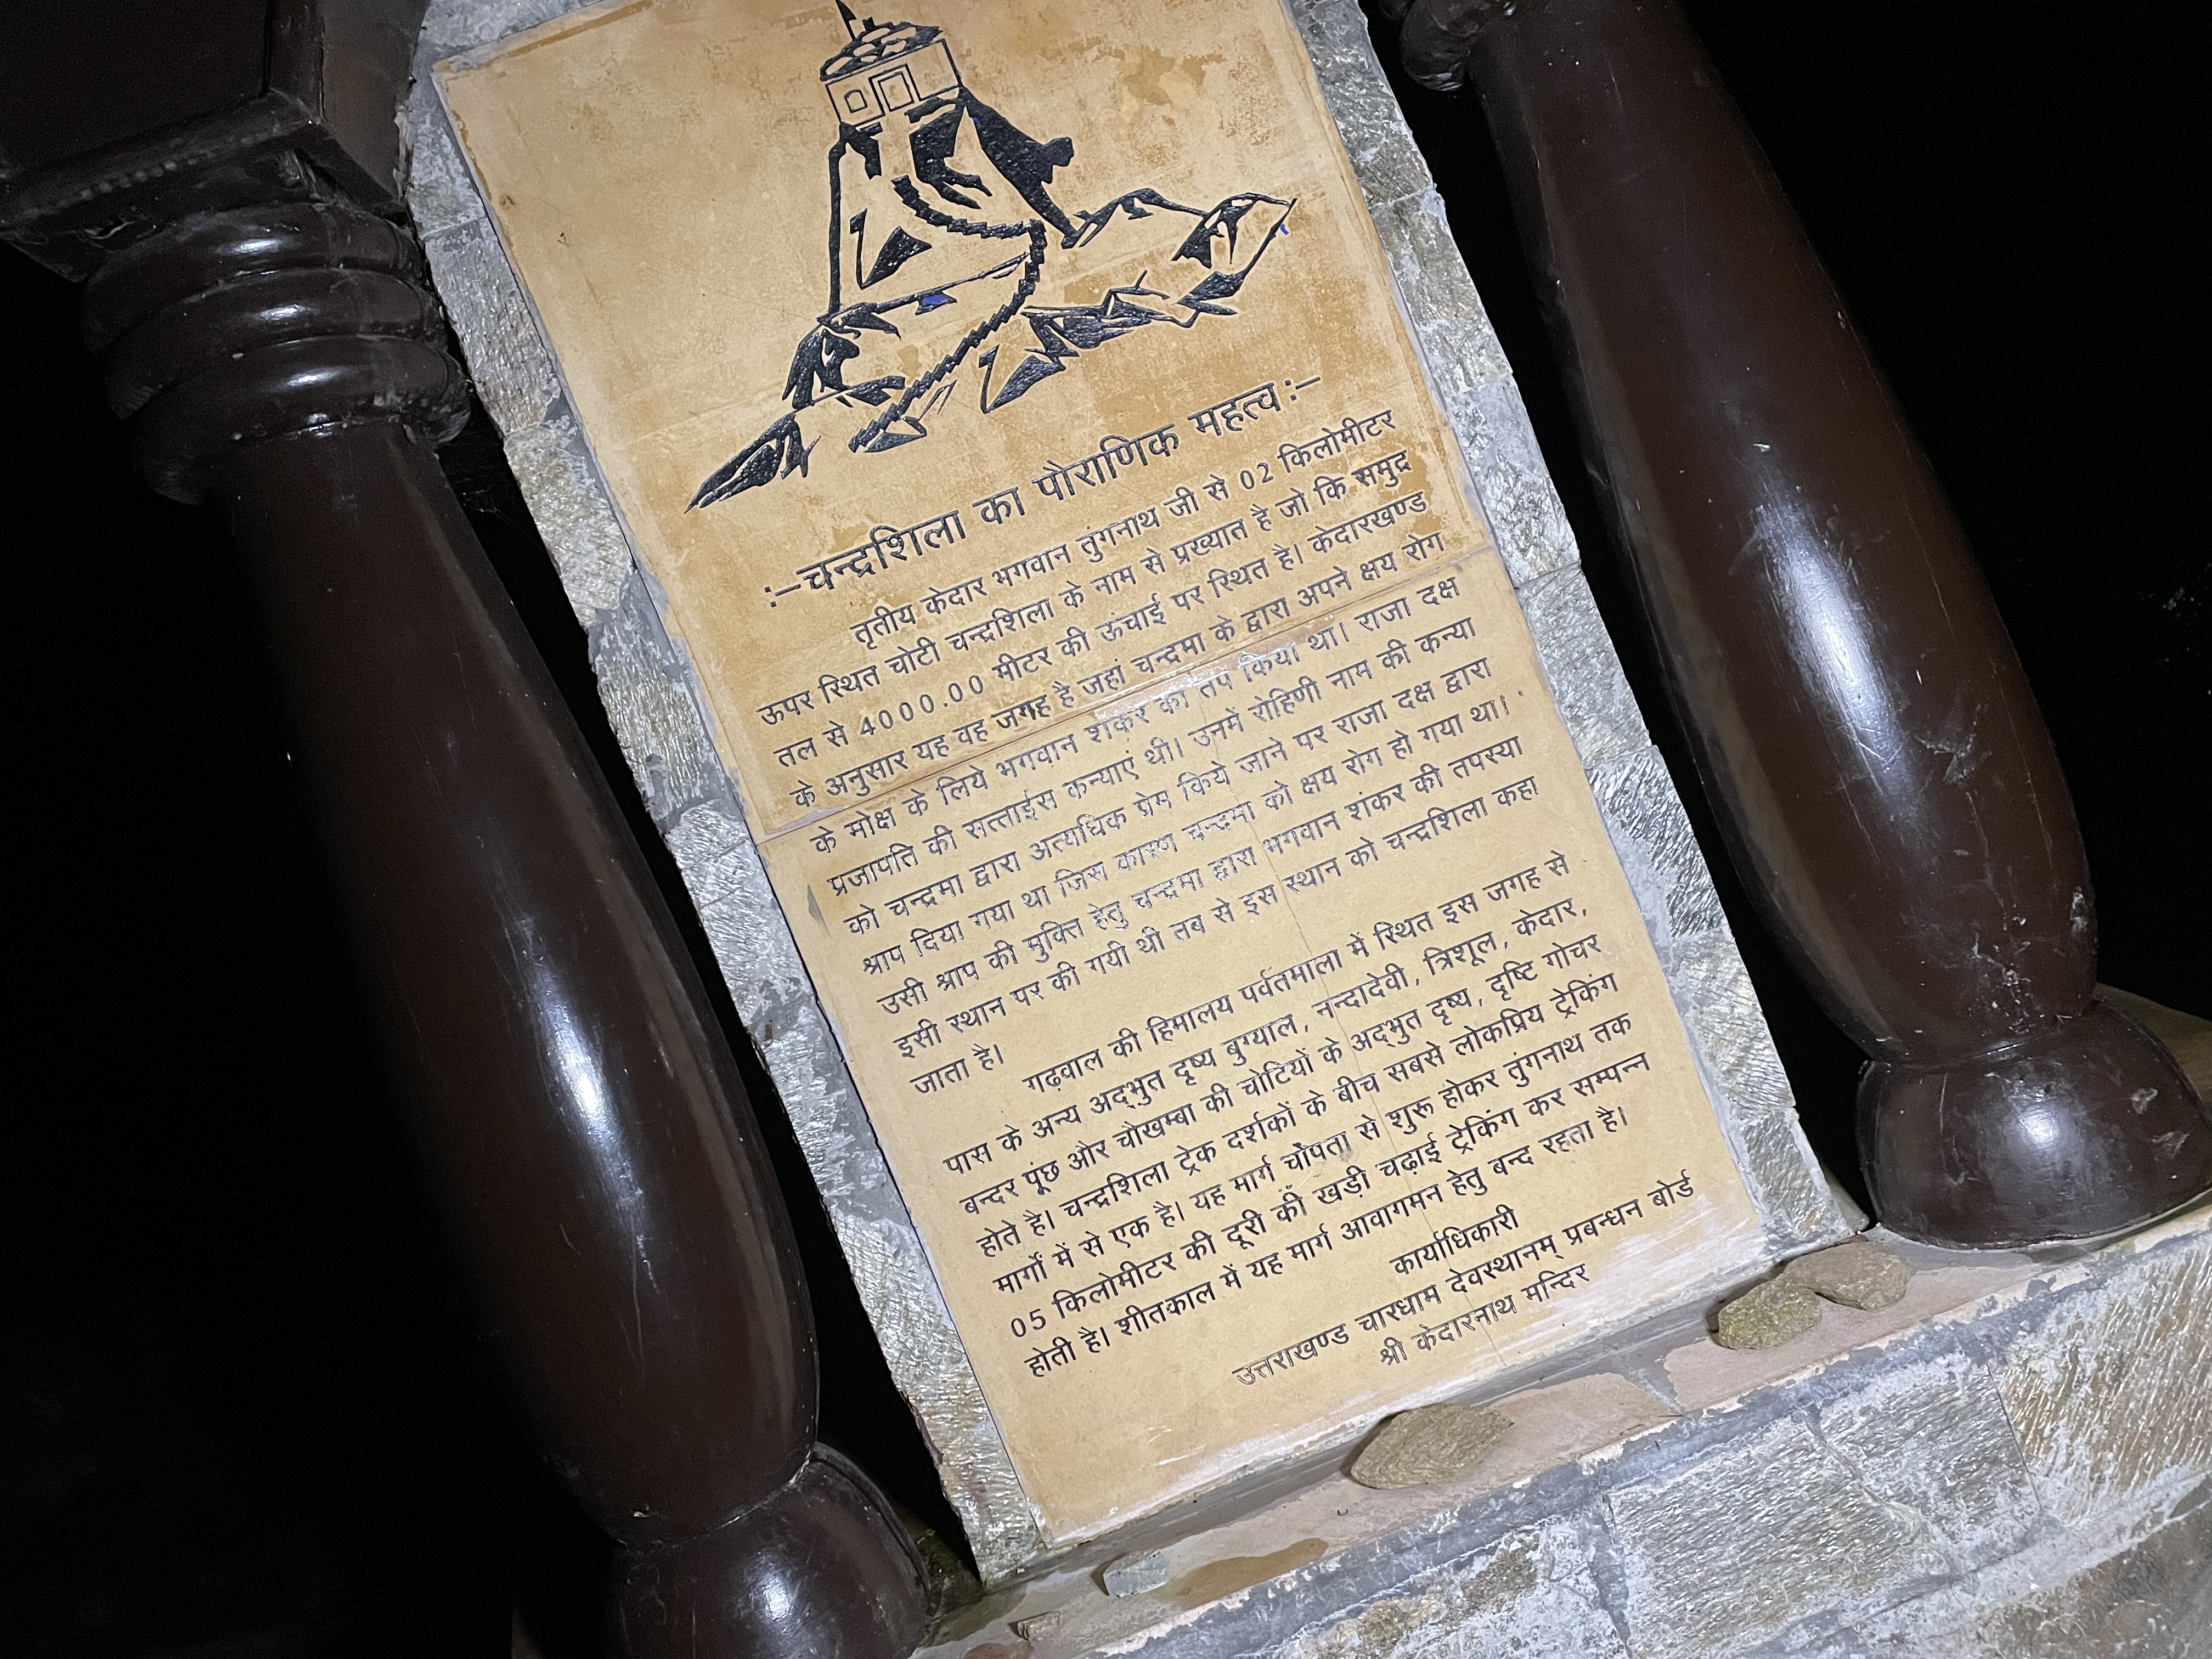 :–चन्द्रशिला का पौराणिक महत्व:–
तृतीय केदार भगवान तुंगनाथ जी से 02 किलोमीटर
ऊपर स्थित चोटी चन्द्रशिला के नाम से प्रख्यात है जो कि समुद्र
तल से 4000.00 मीटर की ऊंचाई पर स्थित है। केदारखण्ड
के अनुसार यह वह जगह है जहां चन्द्रमा के द्वारा अपने क्षय रोग
के मोक्ष के लिये भगवान शंकर का तप किया था। राजा दक्ष
प्रजापति की सत्ताईस कन्याएं थी। उनमें रोहिणी नाम की कन्या
को चन्द्रमा द्वारा अत्यधिक प्रेम किये जाने पर राजा दक्ष द्वारा
श्राप दिया गया था जिस कारण चन्द्रमा को क्षय रोग हो गया था।
उसी श्राप की मुक्ति हेतु चन्द्रमा द्वारा भगवान शंकर की तपस्या
इसी स्थान पर की गयी थी तब से इस स्थान को चन्द्रशिला कहा
जाता है।
गढ़वाल की हिमालय पर्वतमाला में स्थित इस जगह से
पास के अन्य अद्भुत दृष्य बुग्याल, नन्दादेवी, त्रिशूल, केदार,
बन्दर पूंछ और चौखम्बा की चोटियों के अद्भुत दृष्य, दृष्टि गोचर
होते है। चन्द्रशिला ट्रेक दर्शकों के बीच सबसे लोकप्रिय ट्रेकिंग
मार्गों में से एक है। यह मार्ग चोपता से शुरू होकर तुंगनाथ तक
05 किलोमीटर की दूरी की खड़ी चढ़ाई ट्रेकिंग कर सम्पन्न
होती है। शीतकाल में यह मार्ग आवागमन हेतु बन्द रहता है।
कार्याधिकारी
उत्तराखण्ड चारधाम देवस्थानम् प्रबन्धन बोर्ड
श्री केदारनाथ मन्दिर